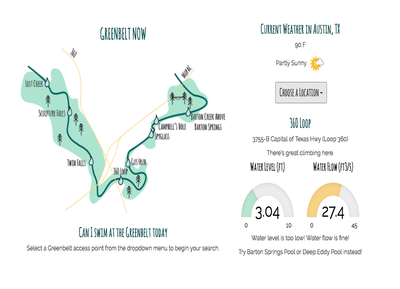 Greenbelt Now
360
Mopac
Lost Creek
Sculpture Falls
Twin Falls
360 Loop
Gus Fruh
Spyglass
Campbell's Hole
Barton Creek Above
Barton Springs
Can I swim at the Greenbelt today
Select a Greenbelt access point from the dropdown menu to begin your search.
Current Weather in Austin, TX
90 F
Partly Sunny
Choose a Location
360 Loop
3755-B Capital of Texas Hwy (Loop 360)
There's great climbing here.
Water Level (ft)
Water Flow (ft3/s)
3.04
0
10
27.4
0
45
Water level is too low! Water flow is fine!
Try Barton Springs Pool or Deep Eddy Pool instead!